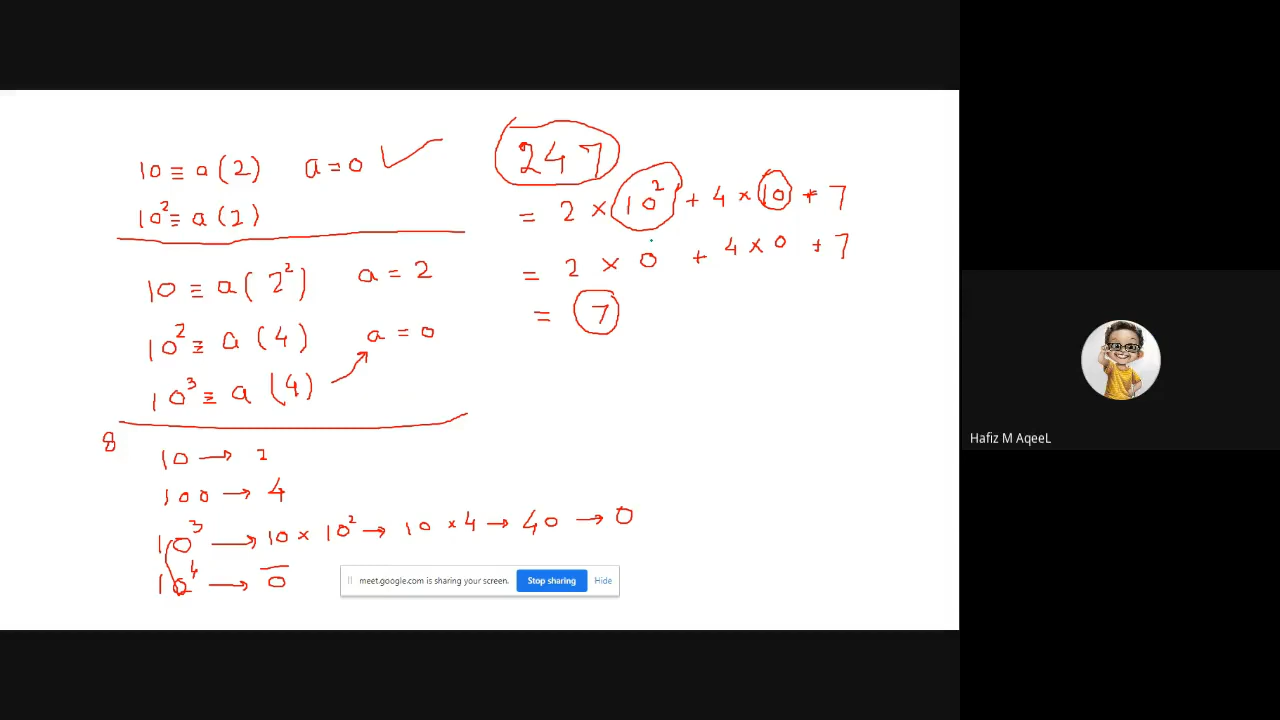 10 ≡ a (2) a = 0 ✓
10² ≡ a (2)
10 ≡ a (2²) a = 2
10² ≡ a (4) a = 0
10³ ≡ a (4)
8
10 → 2
100 → 4
10³ → 10 × 10² → 10 × 4 → 40 → 0
10⁴ → 0
247
= 2 × 10² + 4 × 10 + 7
= 2 × 0 + 4 × 0 + 7
= 7
meet.google.com is sharing your screen. Stop sharing Hide
Hafiz M AqeeL